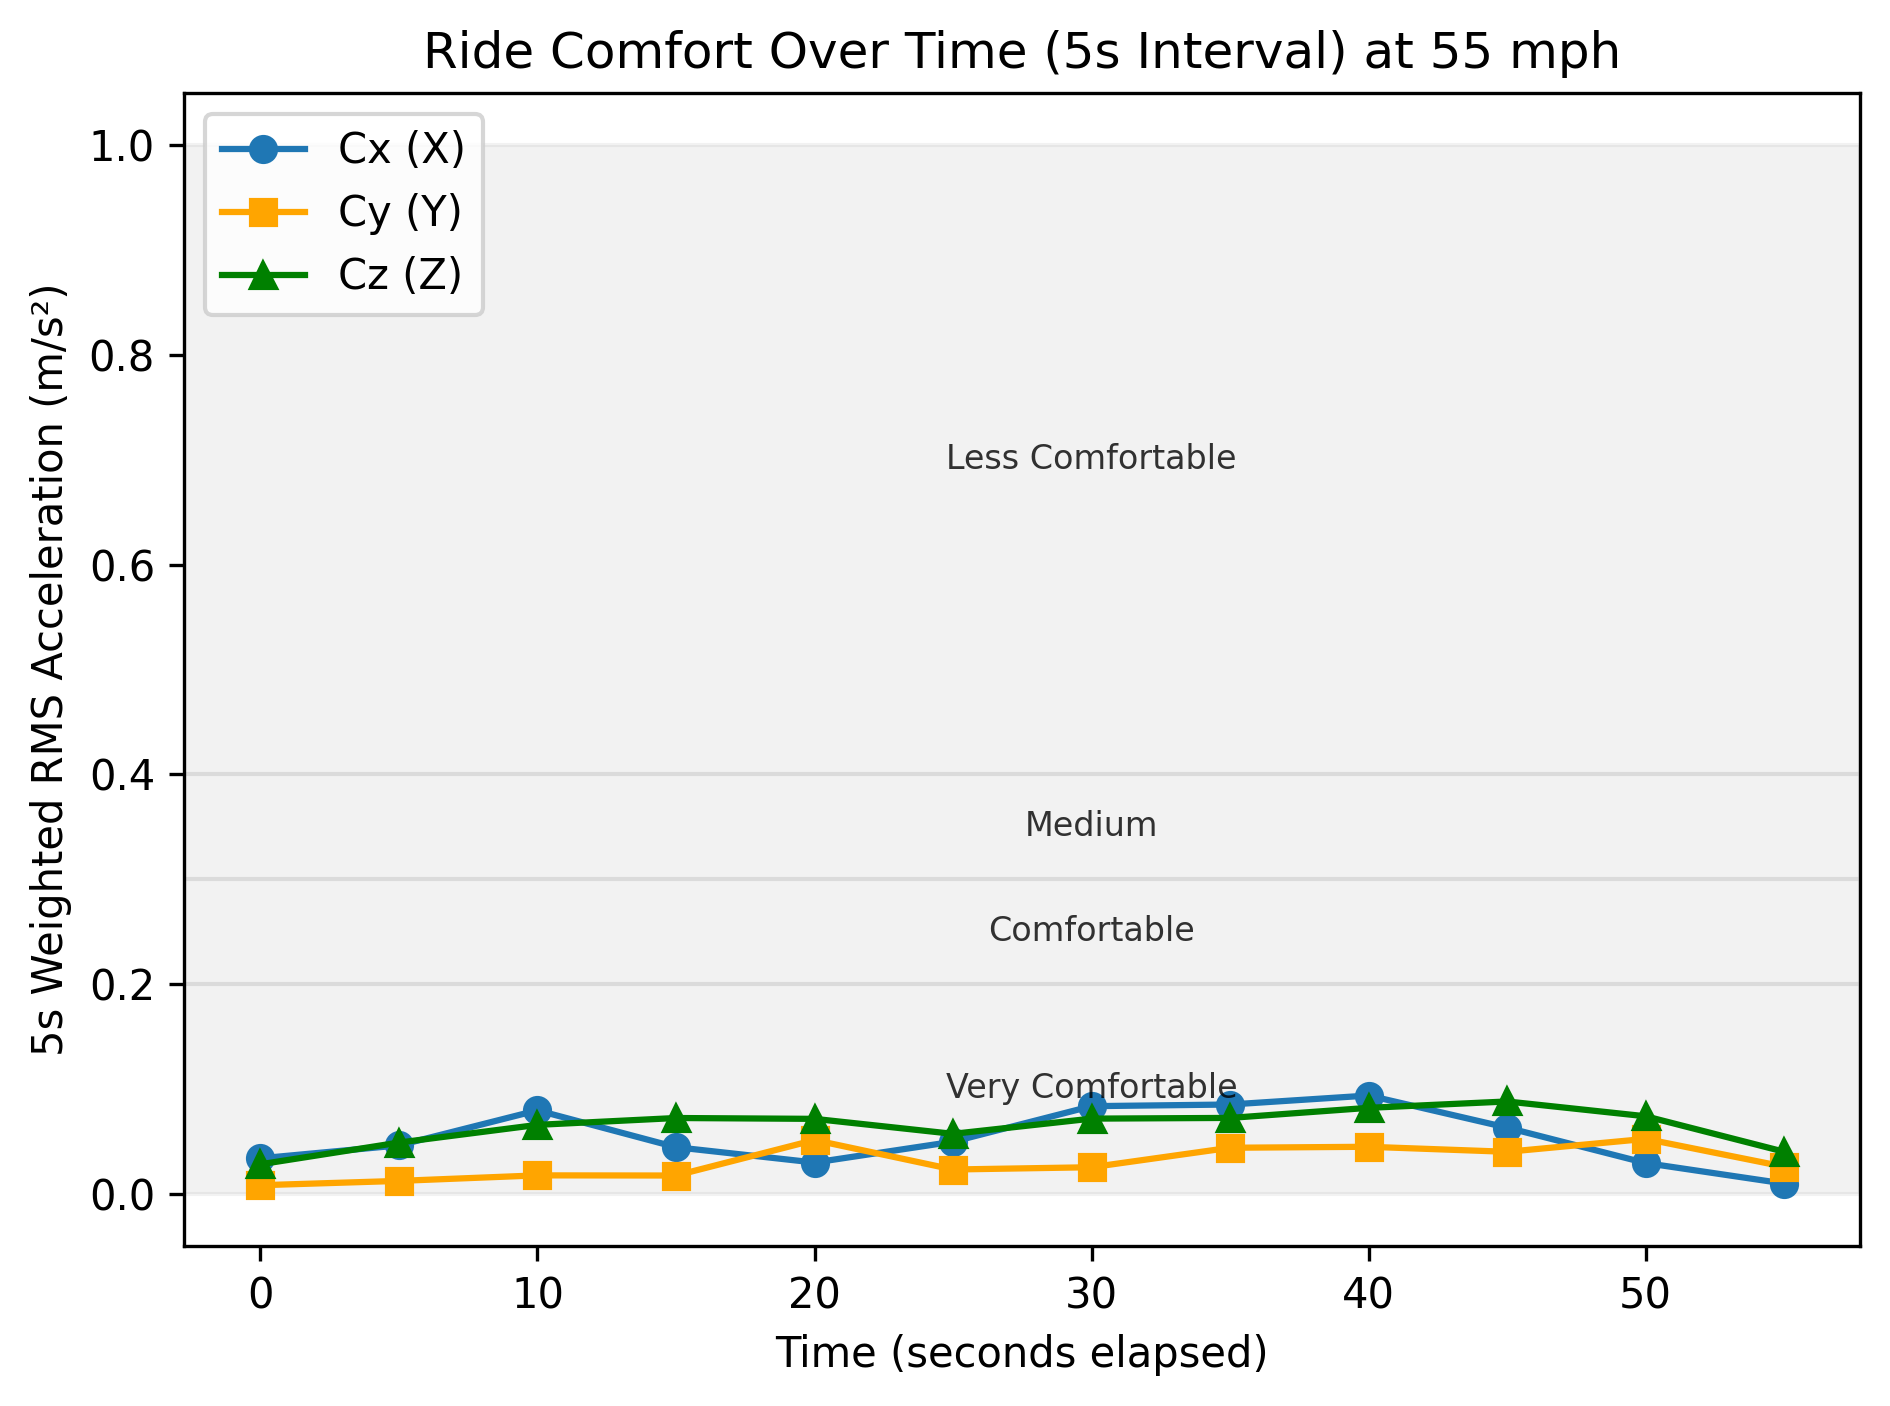 Ride Comfort Over Time (5s Interval) at 55 mph
Cx (X)
Cy (Y)
Cz (Z)
5s Weighted RMS Acceleration (m/s²)
1.0
0.8
0.6
0.4
0.2
0.0
Less Comfortable
Medium
Comfortable
Very Comfortable
0 10 20 30 40 50
Time (seconds elapsed)